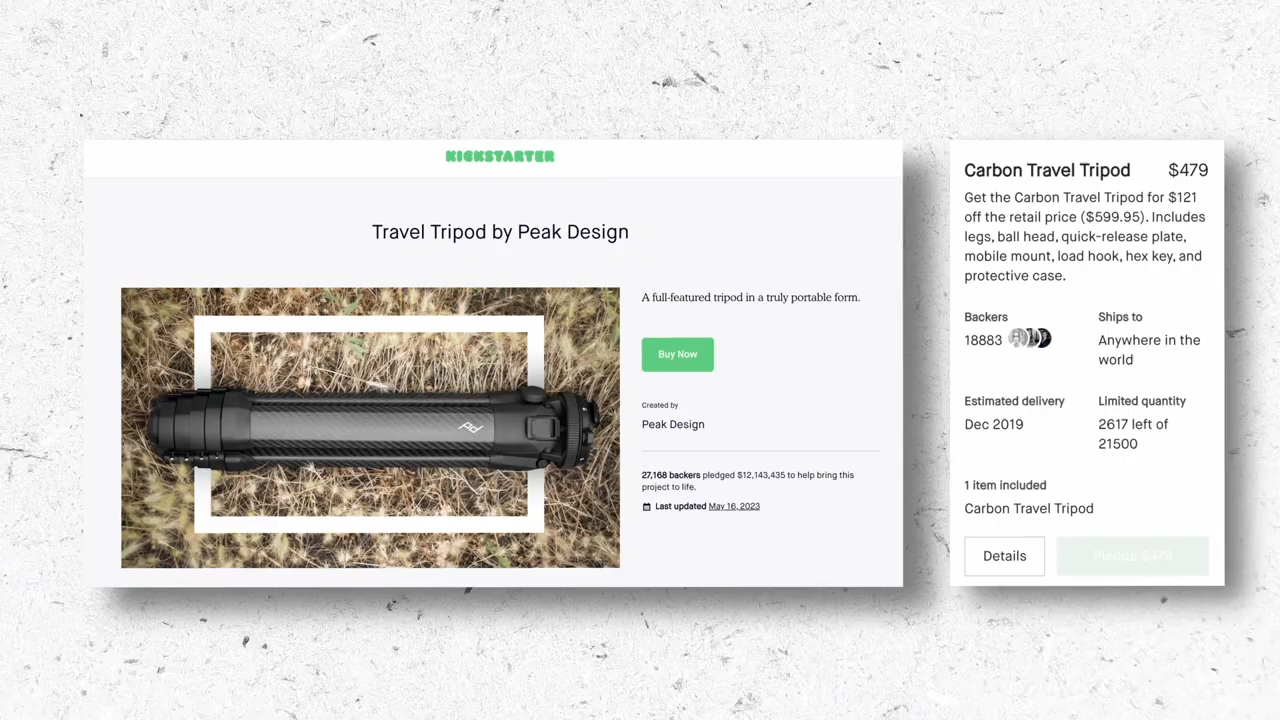 KICKSTARTER
Travel Tripod by Peak Design
A full-featured tripod in a truly portable form.
Buy Now
Created by
Peak Design
27,168 backers pledged $12,143,435 to help bring this
project to life.
Last updated May 16, 2023
Carbon Travel Tripod $479
Get the Carbon Travel Tripod for $121
off the retail price ($599.95). Includes
legs, ball head, quick-release plate,
mobile mount, load hook, hex key, and
protective case.
Backers
18883
Ships to
Anywhere in the
world
Estimated delivery
Dec 2019
Limited quantity
2617 left of
21500
1 item included
Carbon Travel Tripod
Details
Pledge $479